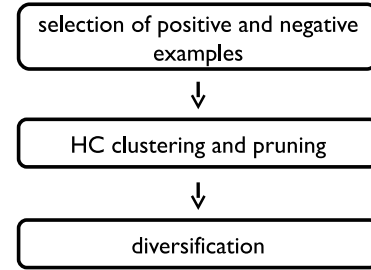 selection of positive and negative
examples
HC clustering and pruning
diversification